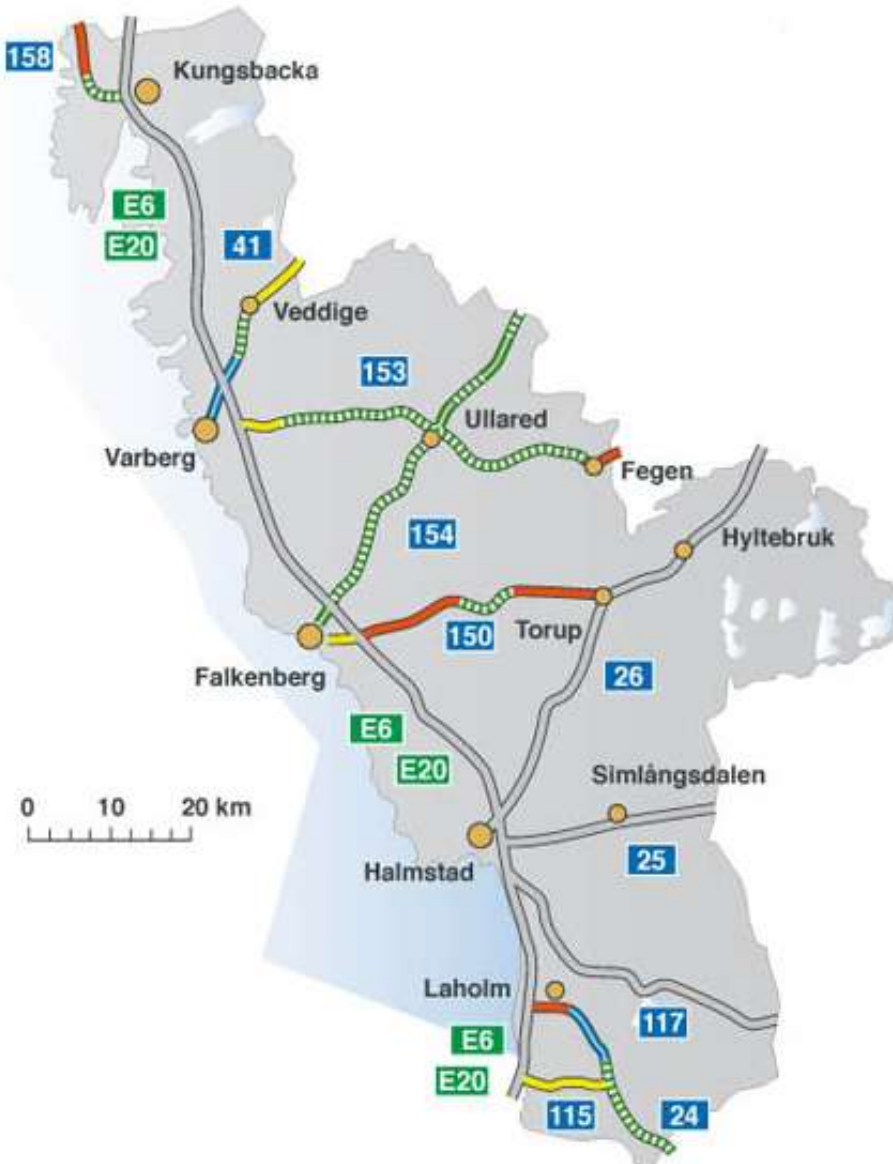 158
Kungsbacka
E6
E20
41
Veddige
153
Ullared
Varberg
Fegen
154
Hyltebruk
150
Torup
Falkenberg
26
E6
E20
Simlångsdalen
0 10 20 km
Halmstad
25
Laholm
117
E6
E20
115
24